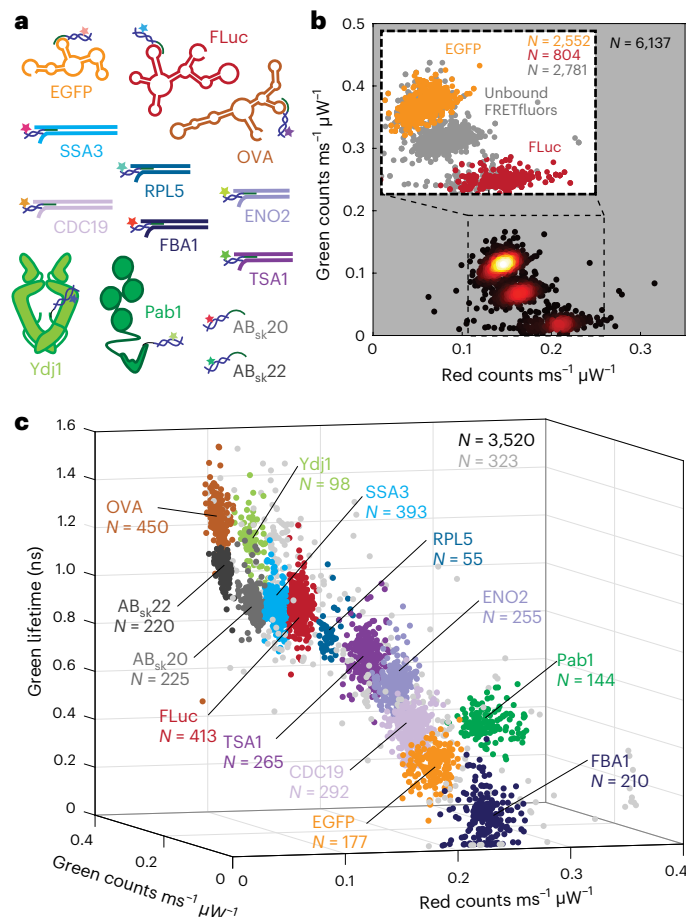 a
EGFP
FLuc
OVA
SSA3
RPL5
CDC19
ENO2
FBA1
TSA1
Ydj1
Pab1
ABsk20
ABsk22
b
Green counts ms⁻¹ µW⁻¹
0.5
0.4
0.3
0.2
0.1
0
EGFP
N = 2,552
N = 804
N = 2,781
N = 6,137
Unbound
FRETfluors
FLuc
0
0.1
0.2
0.3
Red counts ms⁻¹ µW⁻¹
c
Green lifetime (ns)
1.6
1.4
1.2
1.0
0.8
0.6
0.4
0.2
0
N = 3,520
N = 323
OVA
N = 450
Ydj1
N = 98
SSA3
N = 393
RPL5
N = 55
ABsk22
N = 220
ENO2
N = 255
ABsk20
N = 225
Pab1
N = 144
FLuc
N = 413
TSA1
N = 265
CDC19
N = 292
FBA1
N = 210
EGFP
N = 177
0.4
0.2
0
Green counts ms⁻¹ µW⁻¹
0
0.1
0.2
0.3
0.4
Red counts ms⁻¹ µW⁻¹